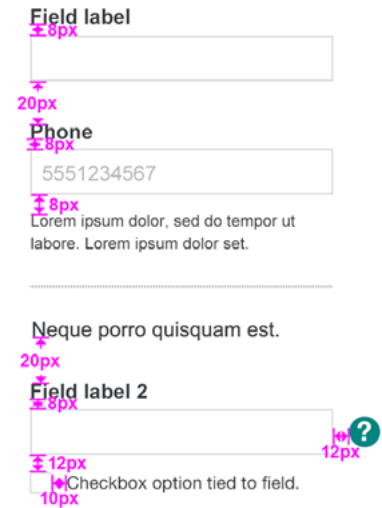 Field label
8px
20px
Phone
8px
5551234567
8px
Lorem ipsum dolor, sed do tempor ut
labore. Lorem ipsum dolor set.
Neque porro quisquam est.
20px
Field label 2
8px
?
12px
12px
Checkbox option tied to field.
10px